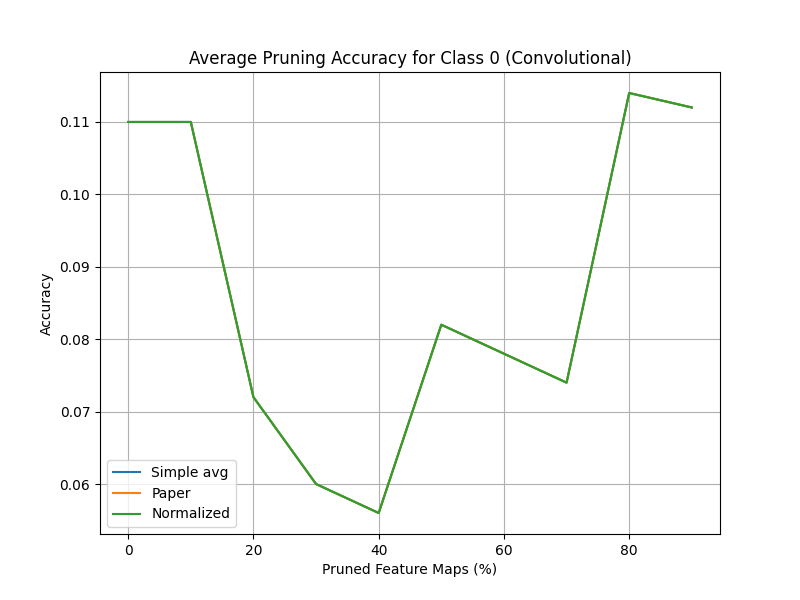 Average Pruning Accuracy for Class 0 (Convolutional)
0.11
0.10
0.09
0.08
0.07
0.06
Accuracy
Simple avg
Paper
Normalized
0 20 40 60 80
Pruned Feature Maps (%)